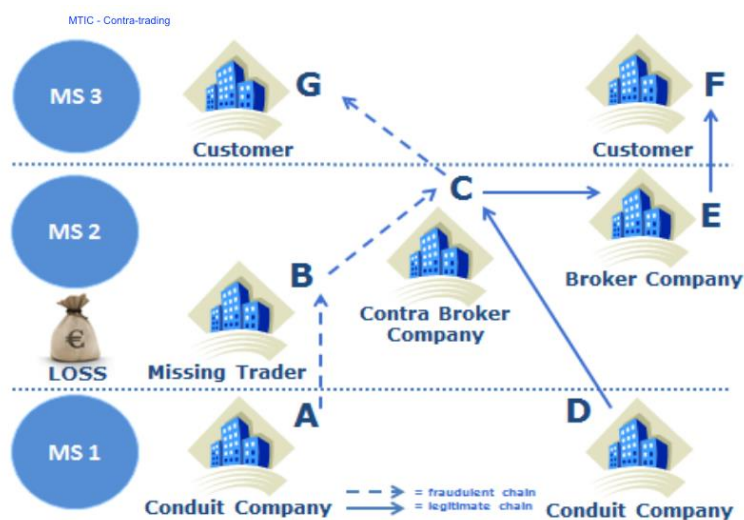 MTIC - Contra-trading
MS 3
G
F
Customer
Customer
C
MS 2
E
B
Broker Company
Contra Broker
Company
€
LOSS
Missing Trader
A
D
MS 1
Conduit Company
= fraudulent chain
= legitimate chain
Conduit Company